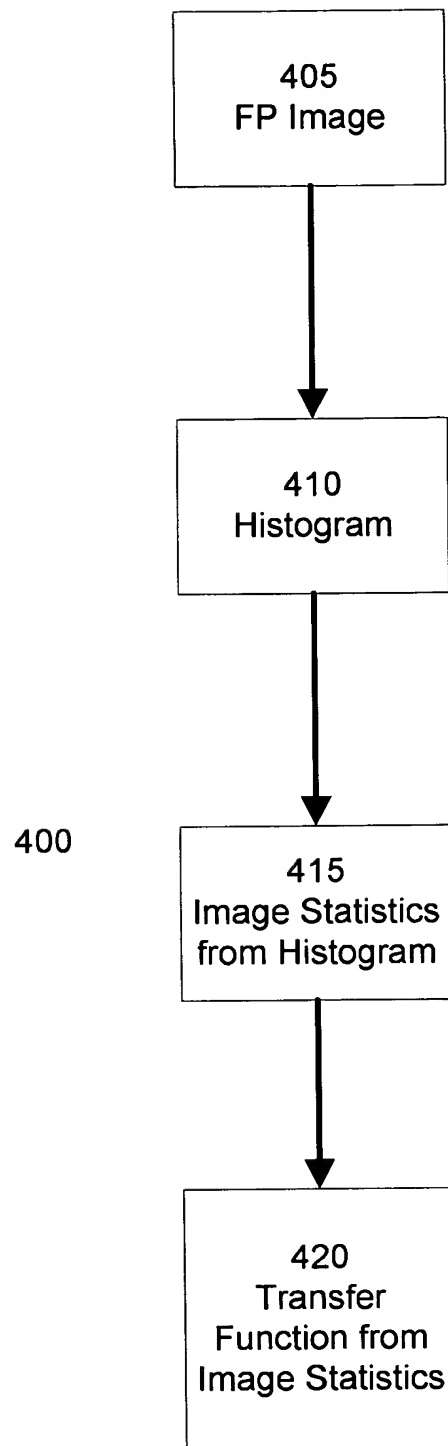 405
FP Image
410
Histogram
400
415
Image Statistics
from Histogram
420
Transfer
Function from
Image Statistics